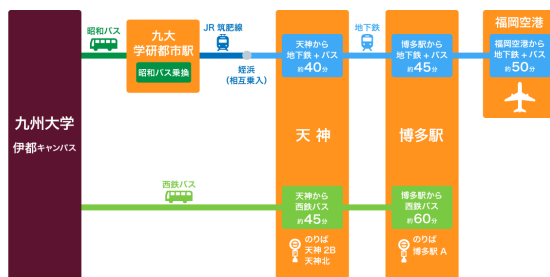 九州大学
伊都キャンパス
昭和バス
九大
学研都市駅
昭和バス乗換
JR 筑肥線
姪浜
(相互乗入)
天神から
地下鉄+バス
約40分
地下鉄
博多駅から
地下鉄+バス
約45分
福岡空港
福岡空港から
地下鉄+バス
約50分
天神
博多駅
西鉄バス
天神から
西鉄バス
約45分
のりば
天神2B
天神北
博多駅から
西鉄バス
約60分
のりば
博多駅A